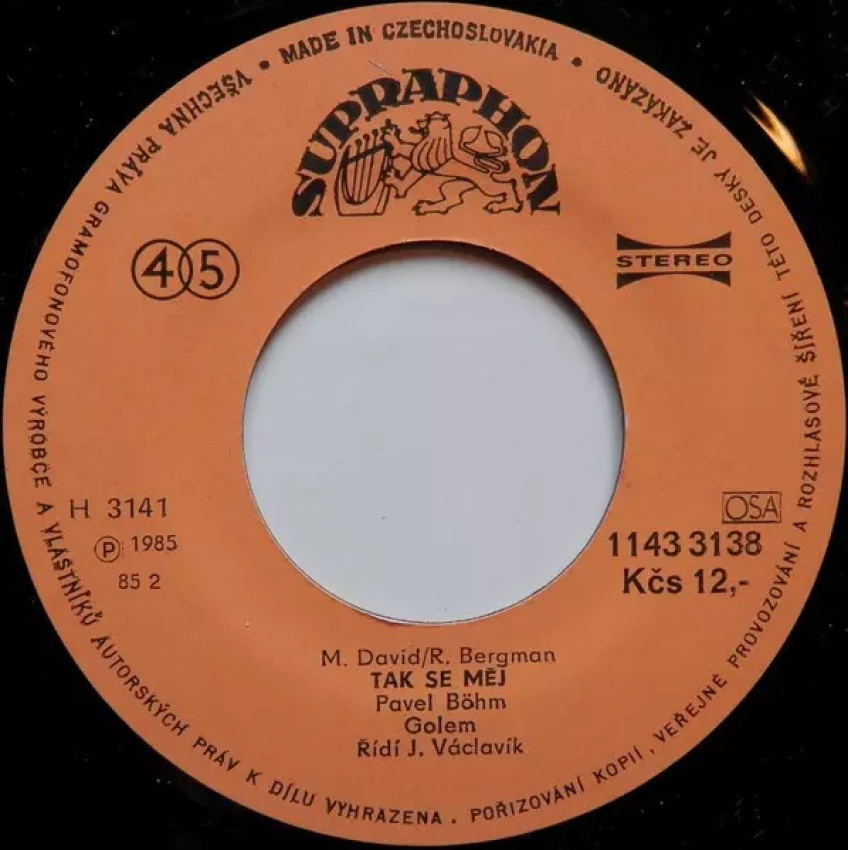 MADE IN CZECHOSLOVAKIA • VŠECHNA PRÁVA GRAMOFONOVÉHO VÝROBCE A VLASTNÍKŮ AUTORSKÝCH PRÁV K DÍLU VYHRAZENA. POŘIZOVÁNÍ KOPIÍ, VEŘEJNÉ PROVOZOVÁNÍ A ROZHLASOVÉ ŠÍŘENÍ TÉTO DESKY JE ZAKÁZÁNO •
SUPRAPHON
45
STEREO
H 3141
Ⓟ 1985
85 2
OSA
1143 3138
Kčs 12,-
M. David/R. Bergman
TAK SE MĚJ
Pavel Böhm
Golem
Řídí J. Václavík